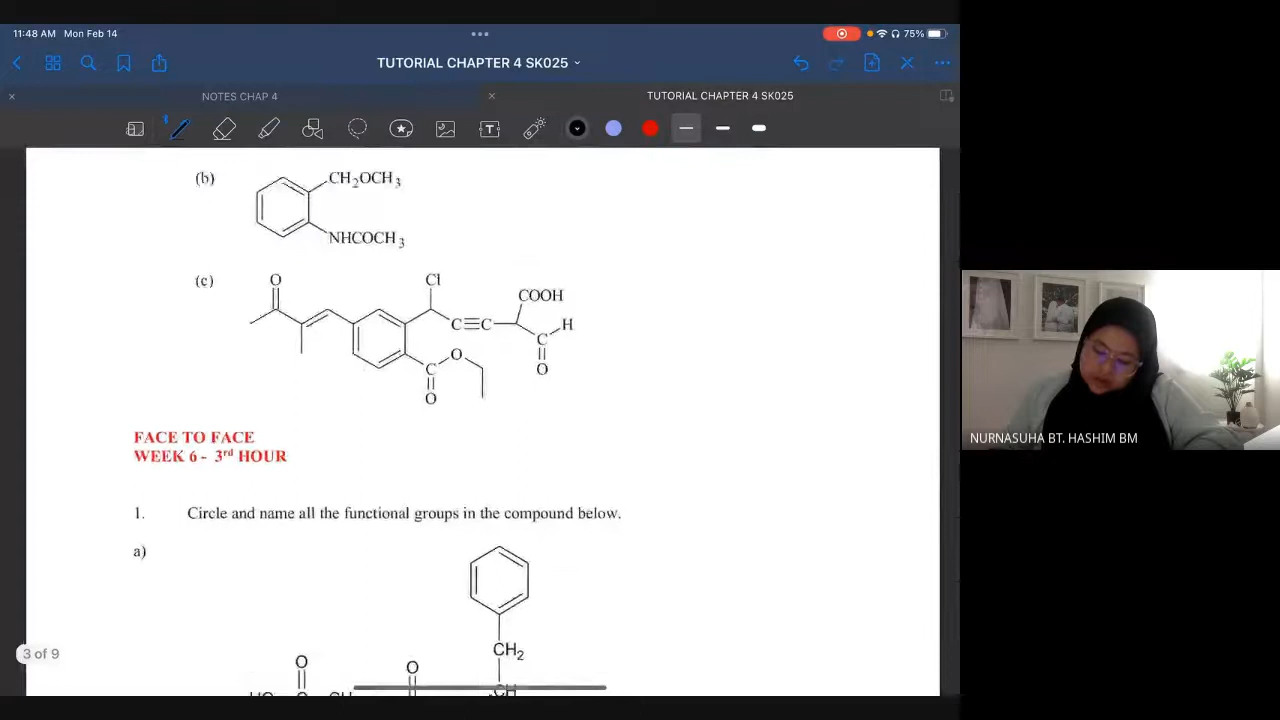 11:48 AM Mon Feb 14
75%
TUTORIAL CHAPTER 4 SK025
NOTES CHAP 4
TUTORIAL CHAPTER 4 SK025
T
(b)
CH2OCH3
NHCOCH3
(c)
O
Cl
COOH
C≡C
H
C
O
O
C
O
FACE TO FACE
WEEK 6 - 3rd HOUR
1. Circle and name all the functional groups in the compound below.
a)
CH2
O
O
CH
3 of 9
NURNASUHA BT. HASHIM BM